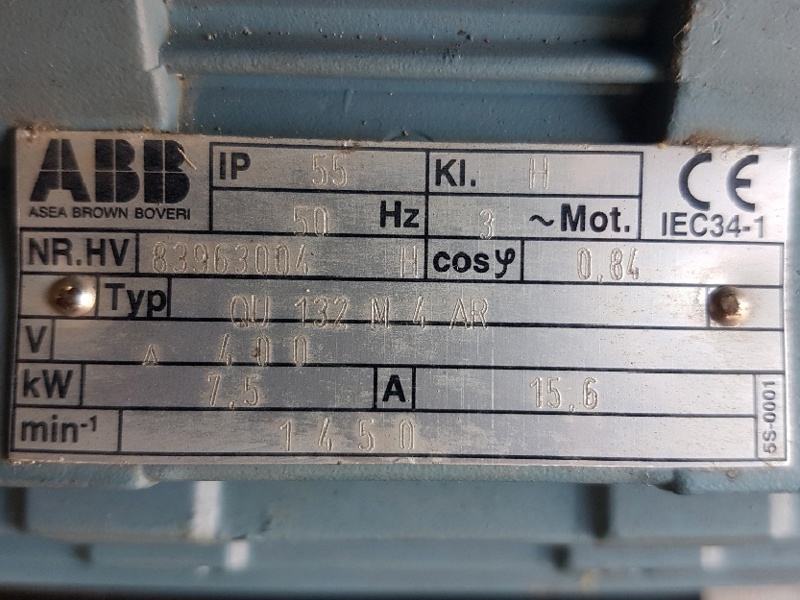 ABB
ASEA BROWN BOVERI
IP 55 Kl. H
50 Hz 3 ~Mot.
CE
IEC34-1
NR.HV 83963004 H cosφ 0,84
Typ QU 132 M 4 AR
V △ 400
kW 7,5 A 15,6
min-1 1450
5S-0001